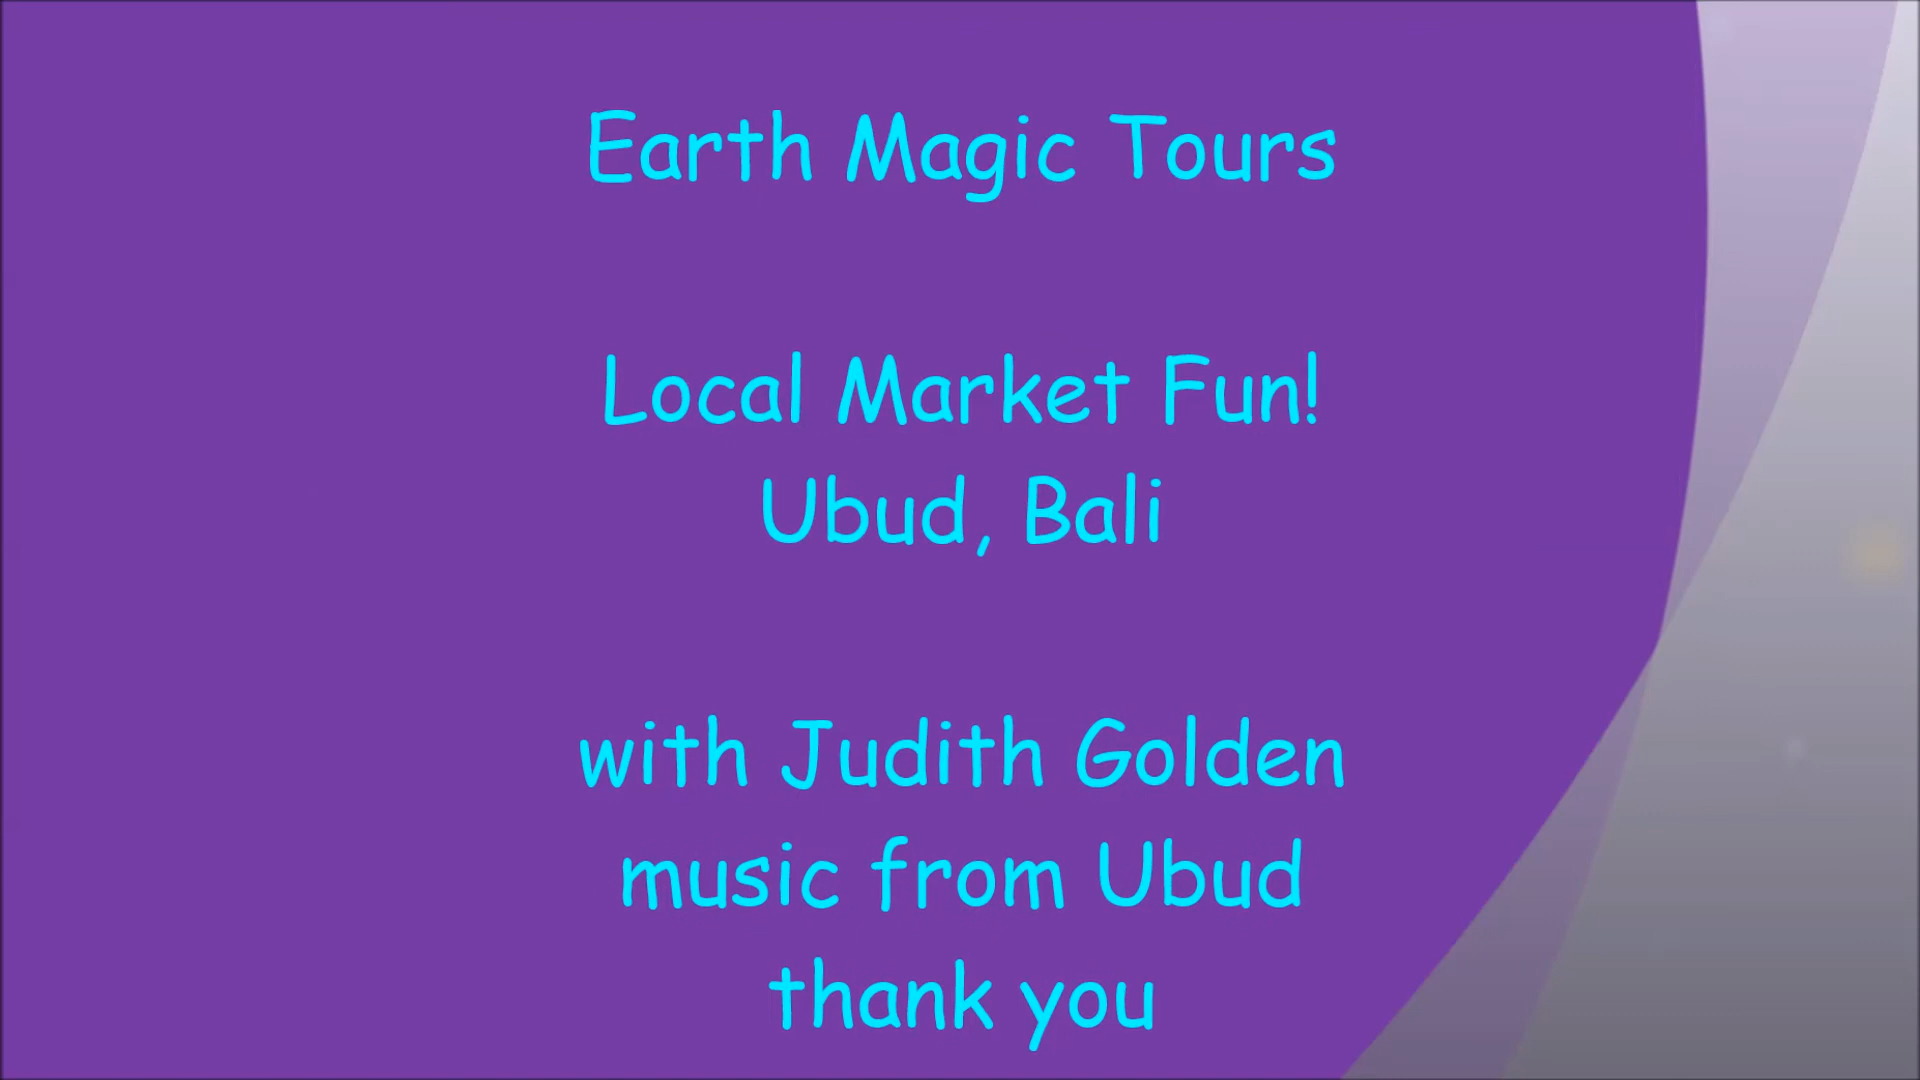 Earth Magic Tours
Local Market Fun!
Ubud, Bali
with Judith Golden
music from Ubud
thank you